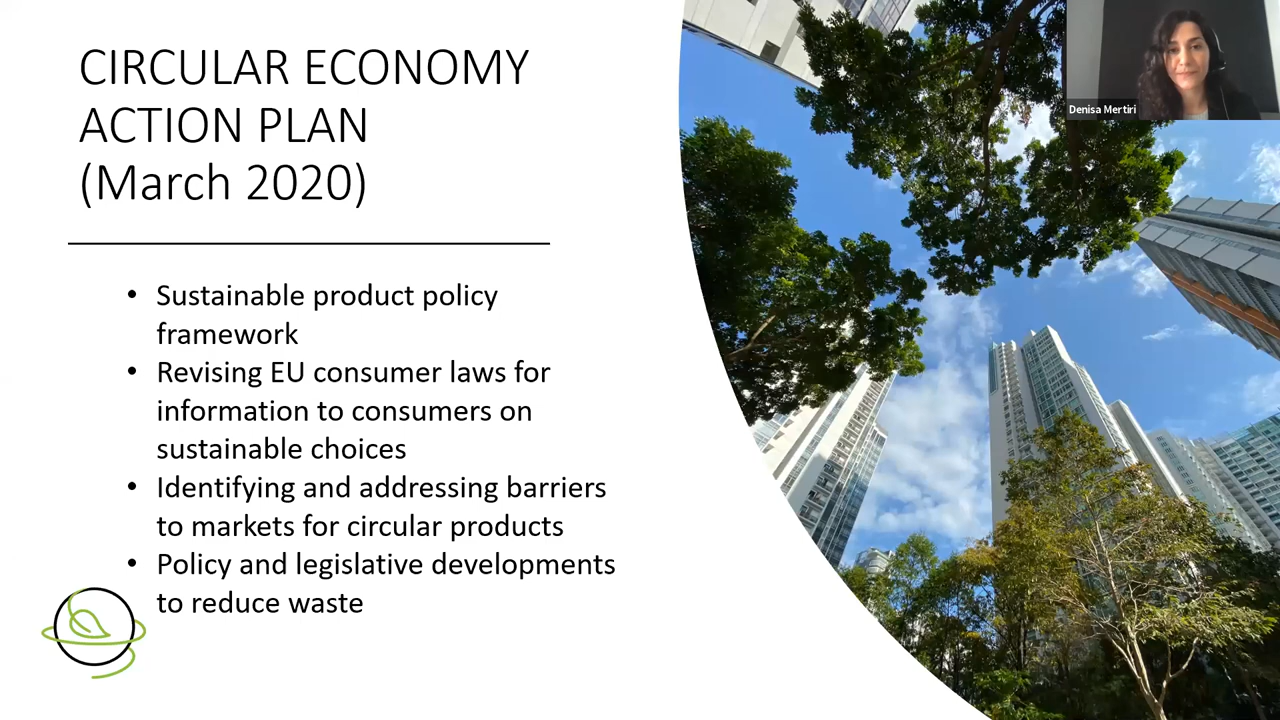 CIRCULAR ECONOMY
ACTION PLAN
(March 2020)
• Sustainable product policy
framework
• Revising EU consumer laws for
information to consumers on
sustainable choices
• Identifying and addressing barriers
to markets for circular products
• Policy and legislative developments
to reduce waste
Denisa Mertiri